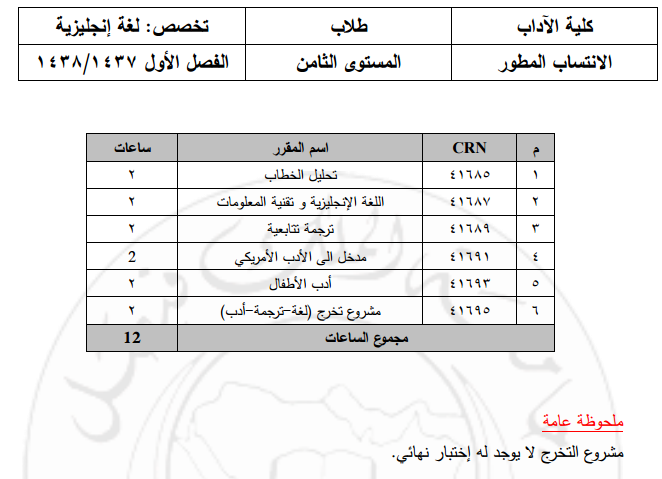 كلية الآداب طلاب تخصص: لغة إنجليزية
الانتساب المطور المستوى الثامن الفصل الأول ١٤٣٨/١٤٣٧
م CRN اسم المقرر ساعات
١ ٤١٦٨٥ تحليل الخطاب ٢
٢ ٤١٦٨٧ اللغة الإنجليزية و تقنية المعلومات ٢
٣ ٤١٦٨٩ ترجمة تتابعية ٢
٤ ٤١٦٩١ مدخل الى الأدب الأمريكي 2
٥ ٤١٦٩٣ أدب الأطفال ٢
٦ ٤١٦٩٥ مشروع تخرج (لغة-ترجمة-أدب) ٢
مجموع الساعات 12
ملحوظة عامة
مشروع التخرج لا يوجد له إختبار نهائي.